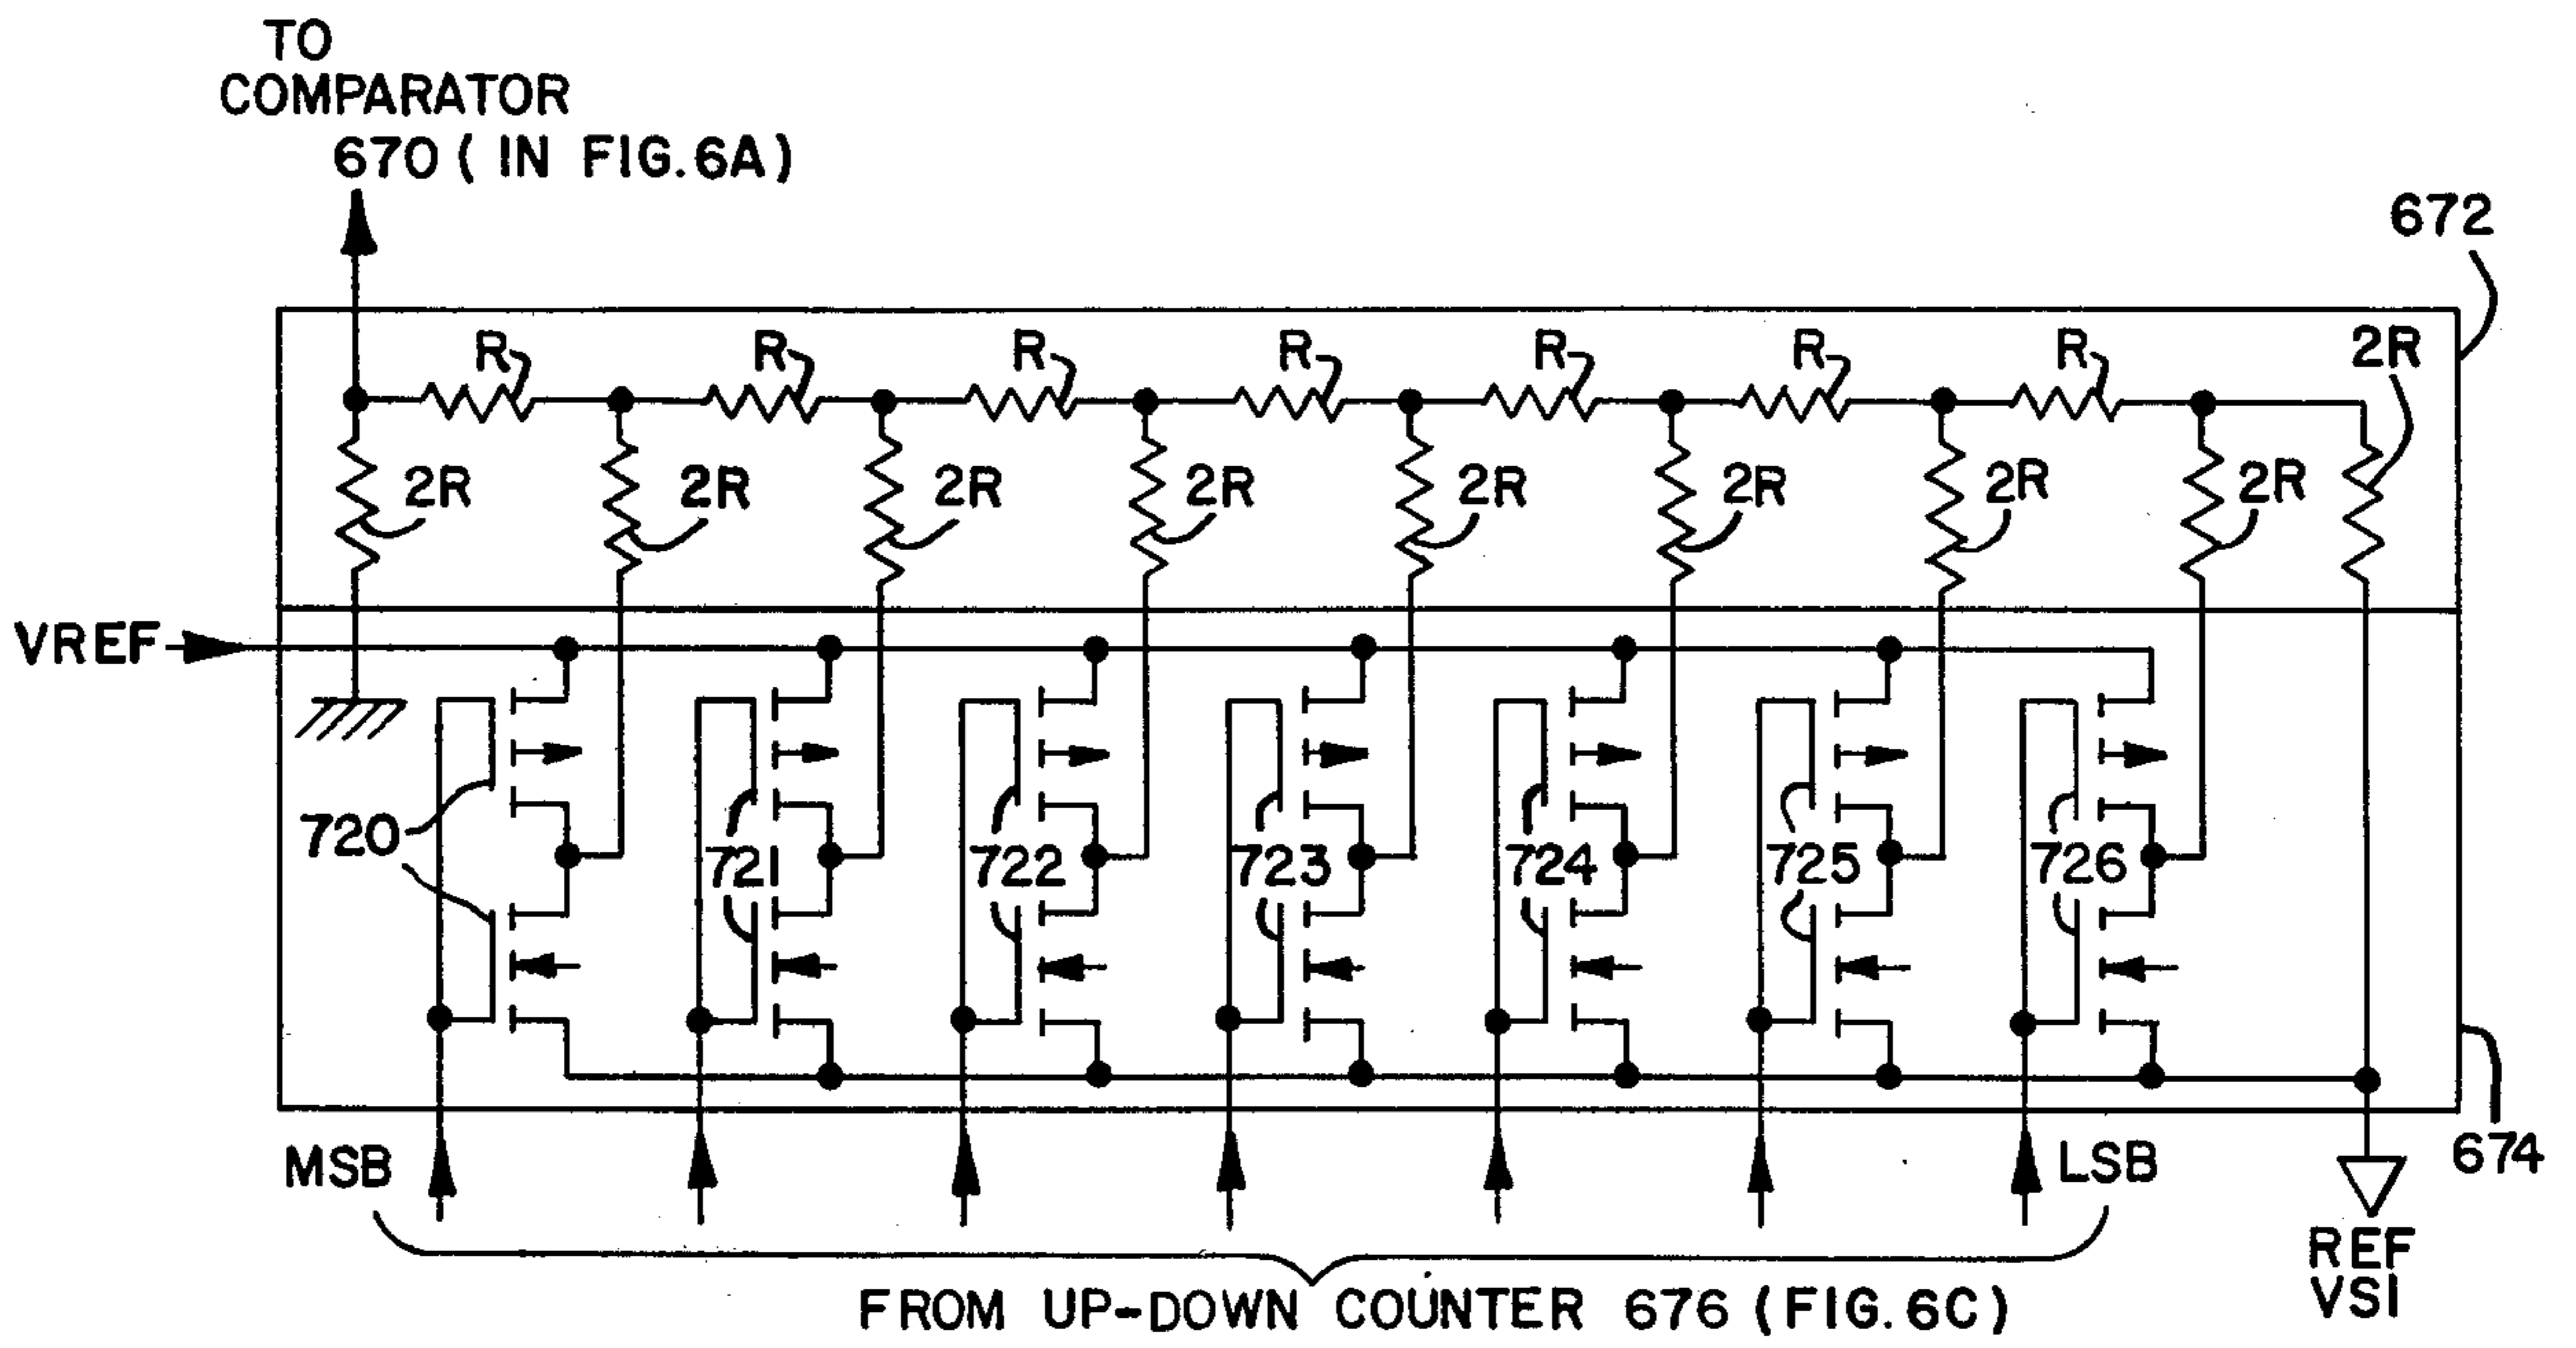 TO
COMPARATOR
670 ( IN FIG. 6A)
672
R R R R R R R 2R
2R 2R 2R 2R 2R 2R 2R 2R
VREF
720 721 722 723 724 725 726
MSB LSB 674
REF
VSI
FROM UP-DOWN COUNTER 676 (FIG. 6C)